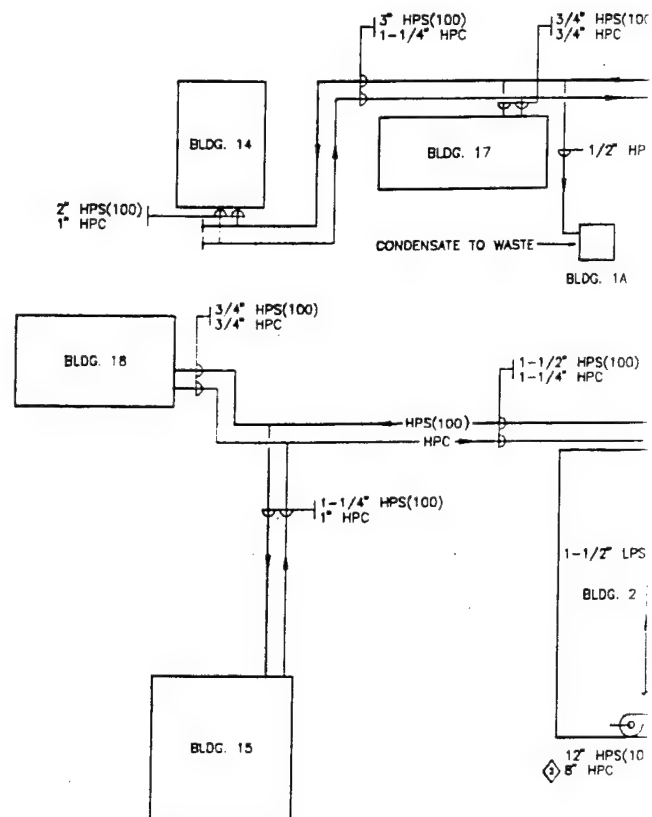 3" HPS(100)
1-1/4" HPC
3/4" HPS(100
3/4" HPC
BLDG. 14
BLDG. 17
1/2" HP
2" HPS(100)
1" HPC
CONDENSATE TO WASTE
BLDG. 1A
3/4" HPS(100)
3/4" HPC
BLDG. 18
1-1/2" HPS(100)
1-1/4" HPC
HPS(100)
HPC
1-1/4" HPS(100)
1" HPC
1-1/2" LPS
BLDG. 2
BLDG. 15
12" HPS(10
8" HPC